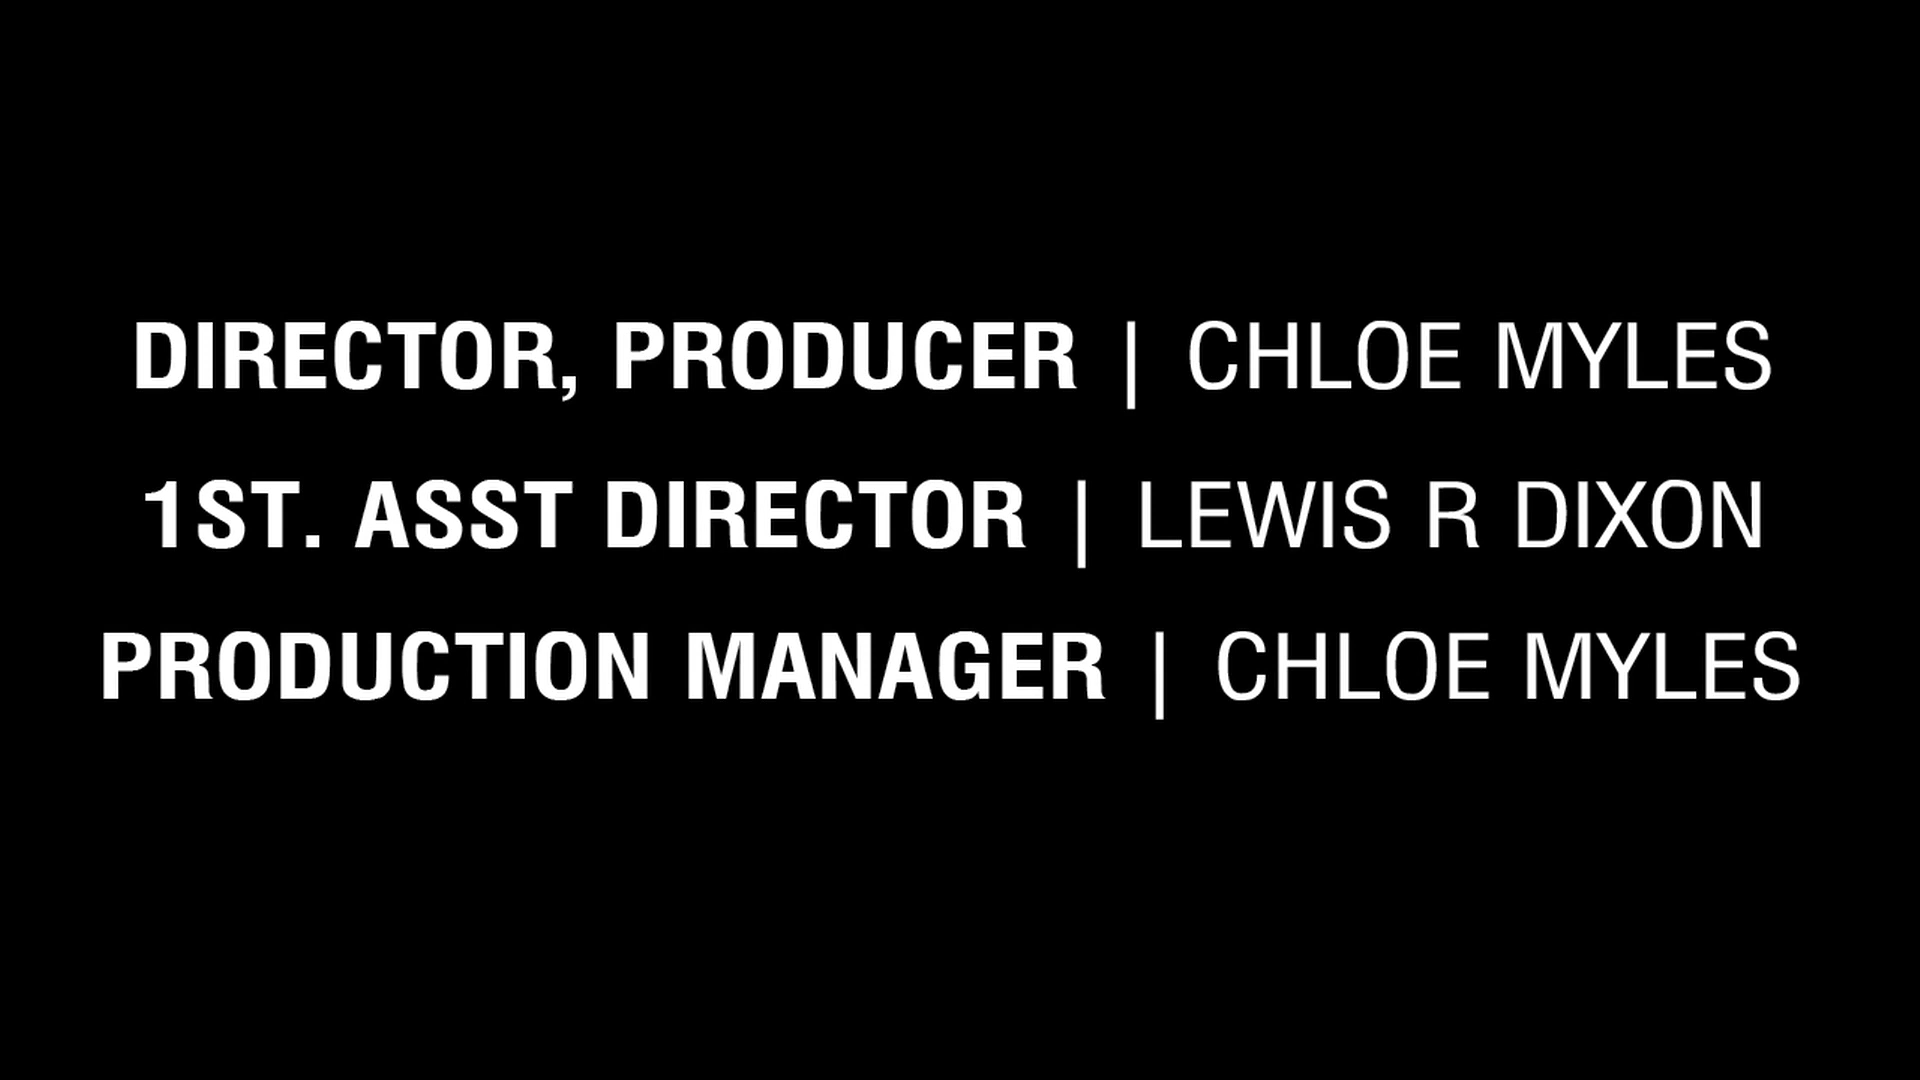 DIRECTOR, PRODUCER | CHLOE MYLES
1ST. ASST DIRECTOR | LEWIS R DIXON
PRODUCTION MANAGER | CHLOE MYLES